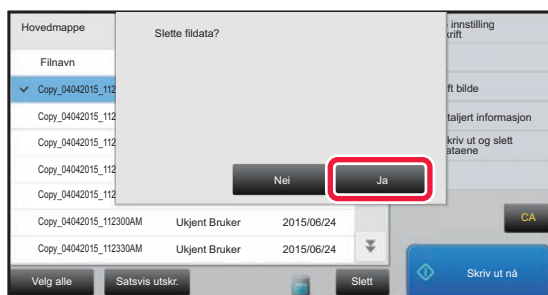 Hovedmappe
Slette fildata?
innstilling
krift
Filnavn
Copy_04042015_112
ft bilde
Copy_04042015_112
taljert informasjon
Copy_04042015_112
kriv ut og slett
ataene
Copy_04042015_112
Copy_04042015_112
Nei
Ja
Copy_04042015_112300AM Ukjent Bruker 2015/06/24
CA
Copy_04042015_112330AM Ukjent Bruker 2015/06/24
Velg alle
Satsvis utskr.
Slett
Skriv ut nå